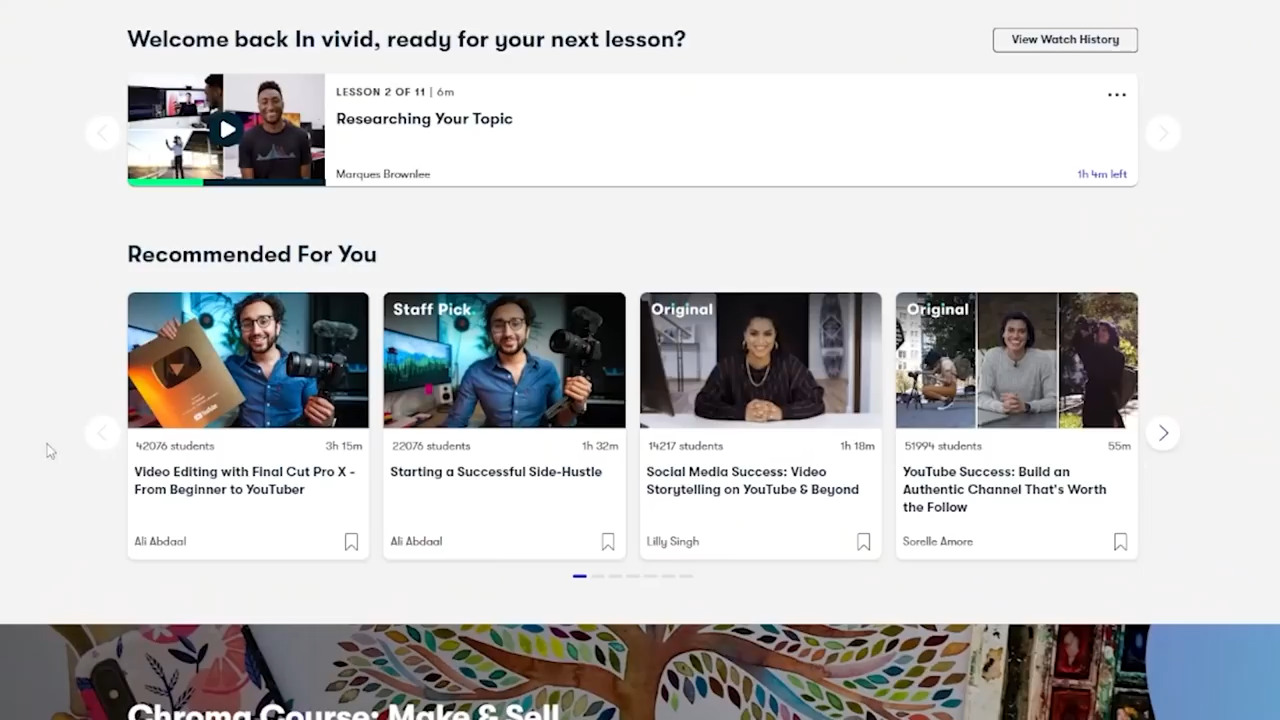 Welcome back In vivid, ready for your next lesson?
View Watch History
LESSON 2 OF 11 | 6m
Researching Your Topic
Marques Brownlee
1h 4m left
Recommended For You
42076 students
3h 15m
Video Editing with Final Cut Pro X -
From Beginner to YouTuber
Ali Abdaal
Staff Pick
22076 students
1h 32m
Starting a Successful Side-Hustle
Ali Abdaal
Original
14217 students
1h 18m
Social Media Success: Video
Storytelling on YouTube & Beyond
Lilly Singh
Original
51994 students
55m
YouTube Success: Build an
Authentic Channel That's Worth
the Follow
Sorelle Amore
Chroma Course: Make & Sell